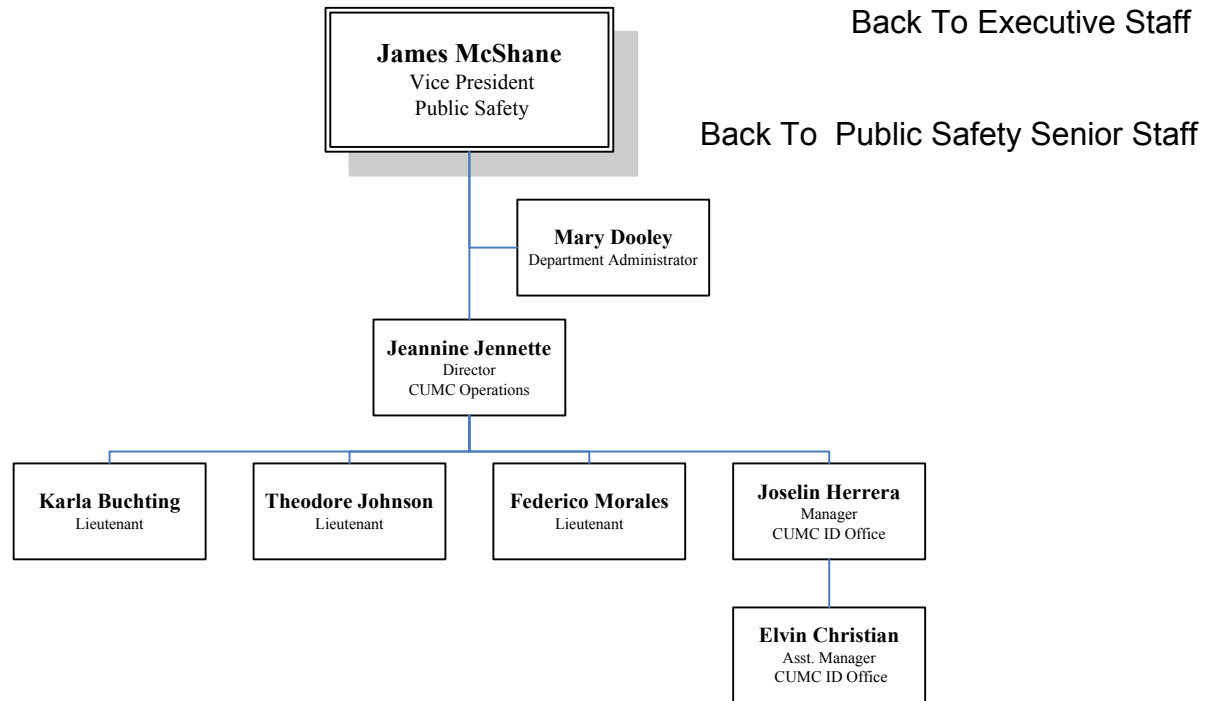 Back To Executive Staff
James McShane
Vice President
Public Safety
Back To Public Safety Senior Staff
Mary Dooley
Department Administrator
Jeannine Jennette
Director
CUMC Operations
Karla Buchting
Lieutenant
Theodore Johnson
Lieutenant
Federico Morales
Lieutenant
Joselin Herrera
Manager
CUMC ID Office
Elvin Christian
Asst. Manager
CUMC ID Office